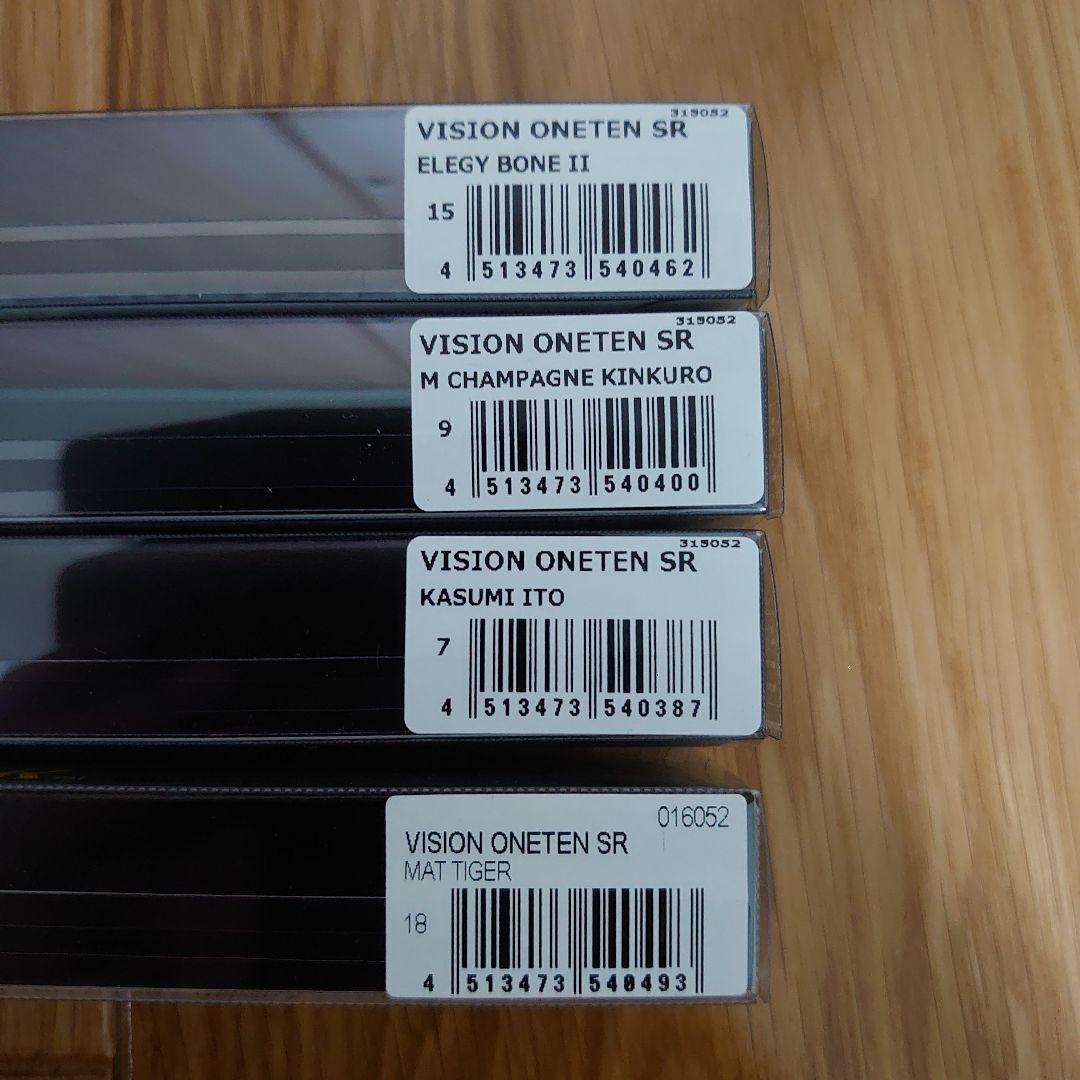 315052
VISION ONETEN SR
ELEGY BONE II
15
4 513473 540462
315052
VISION ONETEN SR
M CHAMPAGNE KINKURO
9
4 513473 540400
315052
VISION ONETEN SR
KASUMI ITO
7
4 513473 540387
016052
VISION ONETEN SR
MAT TIGER
18
4 513473 540493